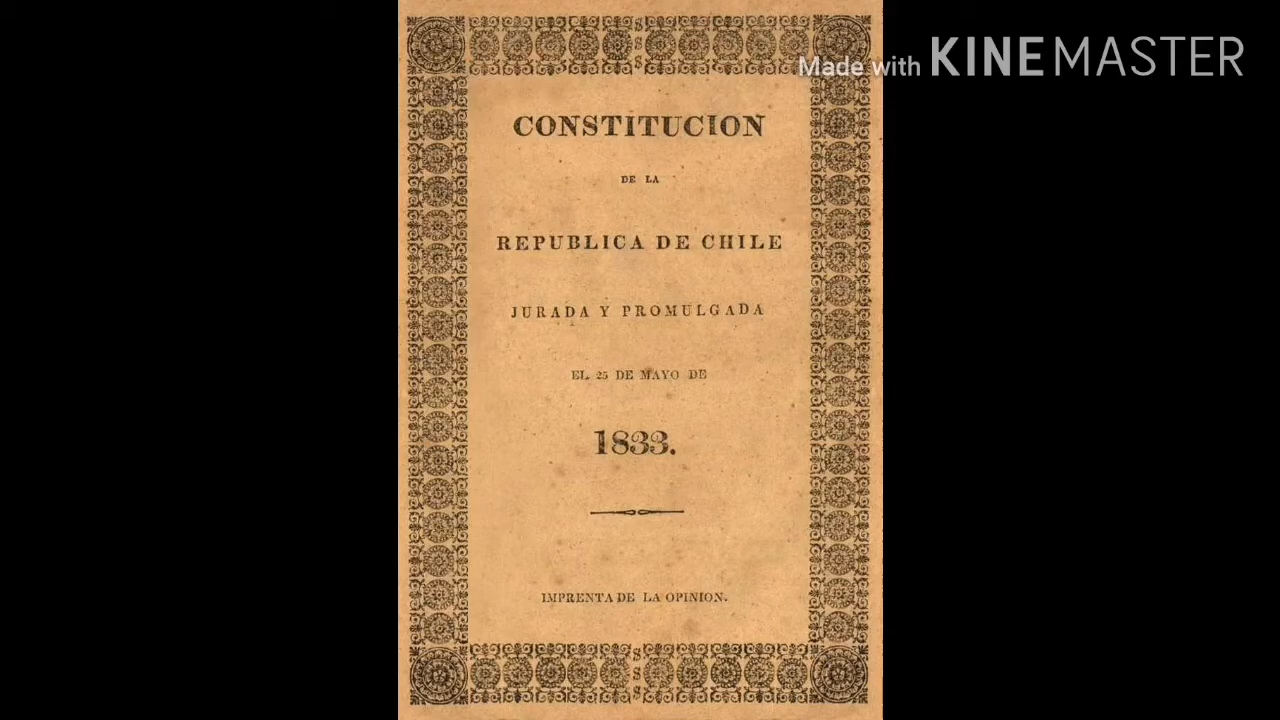 Made with KINEMASTER
CONSTITUCION
DE LA
REPUBLICA DE CHILE
JURADA Y PROMULGADA
EL 25 DE MAYO DE
1833.
IMPRENTA DE LA OPINION.